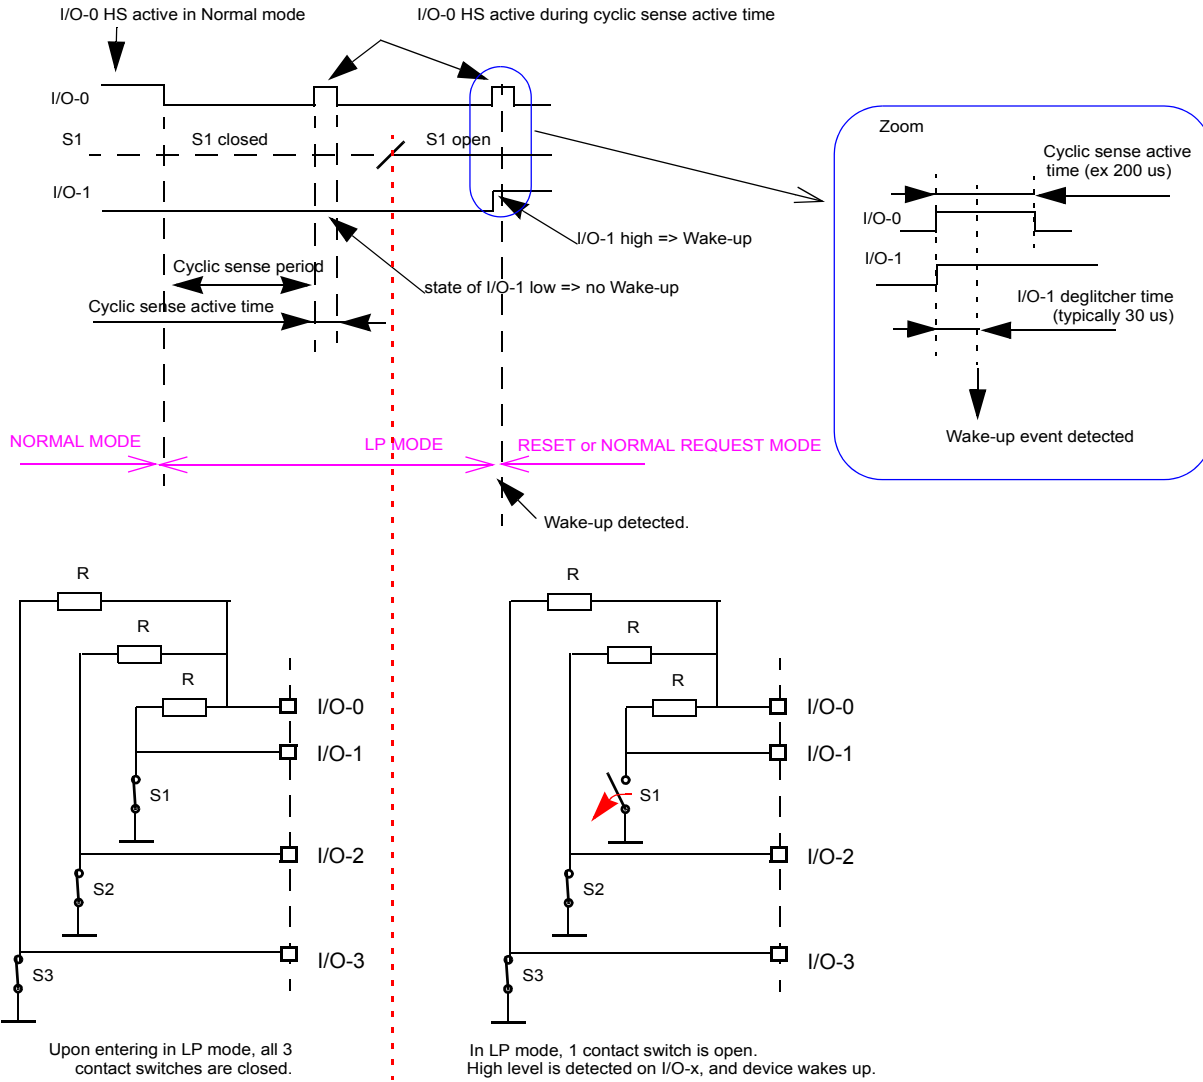 I/O-0 HS active in Normal mode
I/O-0 HS active during cyclic sense active time
I/O-0
S1
S1 closed
S1 open
I/O-1
I/O-1 high => Wake-up
Cyclic sense period
state of I/O-1 low => no Wake-up
Cyclic sense active time
Zoom
Cyclic sense active
time (ex 200 us)
I/O-0
I/O-1
I/O-1 deglitcher time
(typically 30 us)
Wake-up event detected
NORMAL MODE
LP MODE
RESET or NORMAL REQUEST MODE
Wake-up detected.
R
R
R
I/O-0
I/O-1
S1
I/O-2
S2
I/O-3
S3
Upon entering in LP mode, all 3
contact switches are closed.
R
R
R
I/O-0
I/O-1
S1
I/O-2
S2
I/O-3
S3
In LP mode, 1 contact switch is open.
High level is detected on I/O-x, and device wakes up.